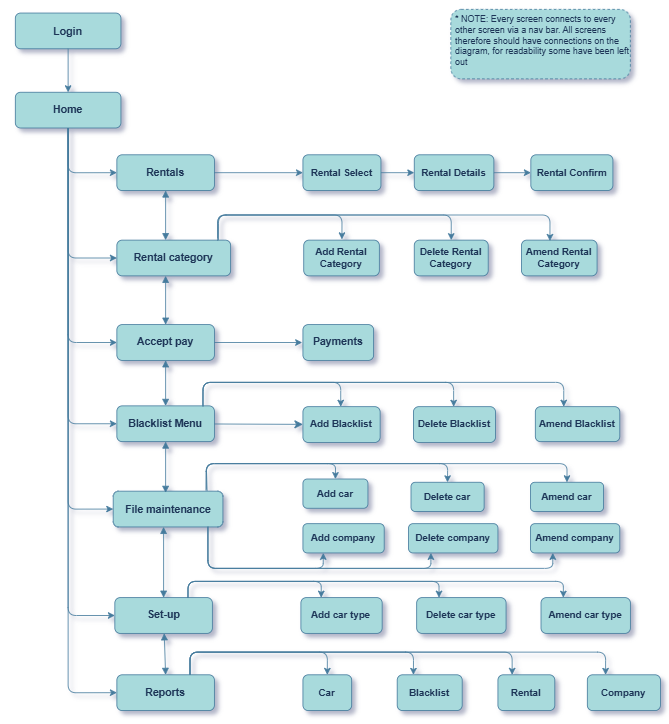 Login
* NOTE: Every screen connects to every
other screen via a nav bar. All screens
therefore should have connections on the
diagram, for readability some have been left
out
Home
Rentals
Rental Select
Rental Details
Rental Confirm
Rental category
Add Rental
Category
Delete Rental
Category
Amend Rental
Category
Accept pay
Payments
Blacklist Menu
Add Blacklist
Delete Blacklist
Amend Blacklist
File maintenance
Add car
Delete car
Amend car
Add company
Delete company
Amend company
Set-up
Add car type
Delete car type
Amend car type
Reports
Car
Blacklist
Rental
Company